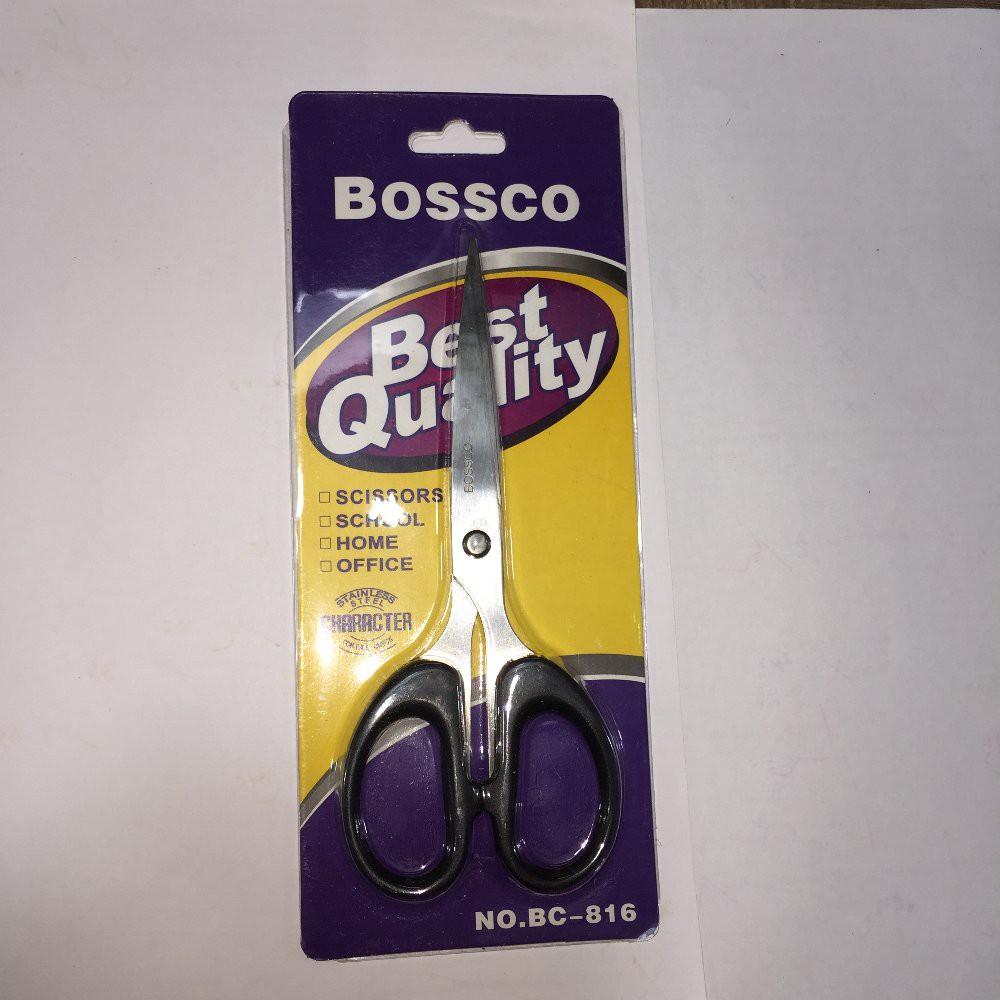 BOSSCO
Best
Quality
BOSSCO
SCISSORS
SCHOOL
HOME
OFFICE
STAINLESS
STEEL
CHARACTER
NO.BC-816